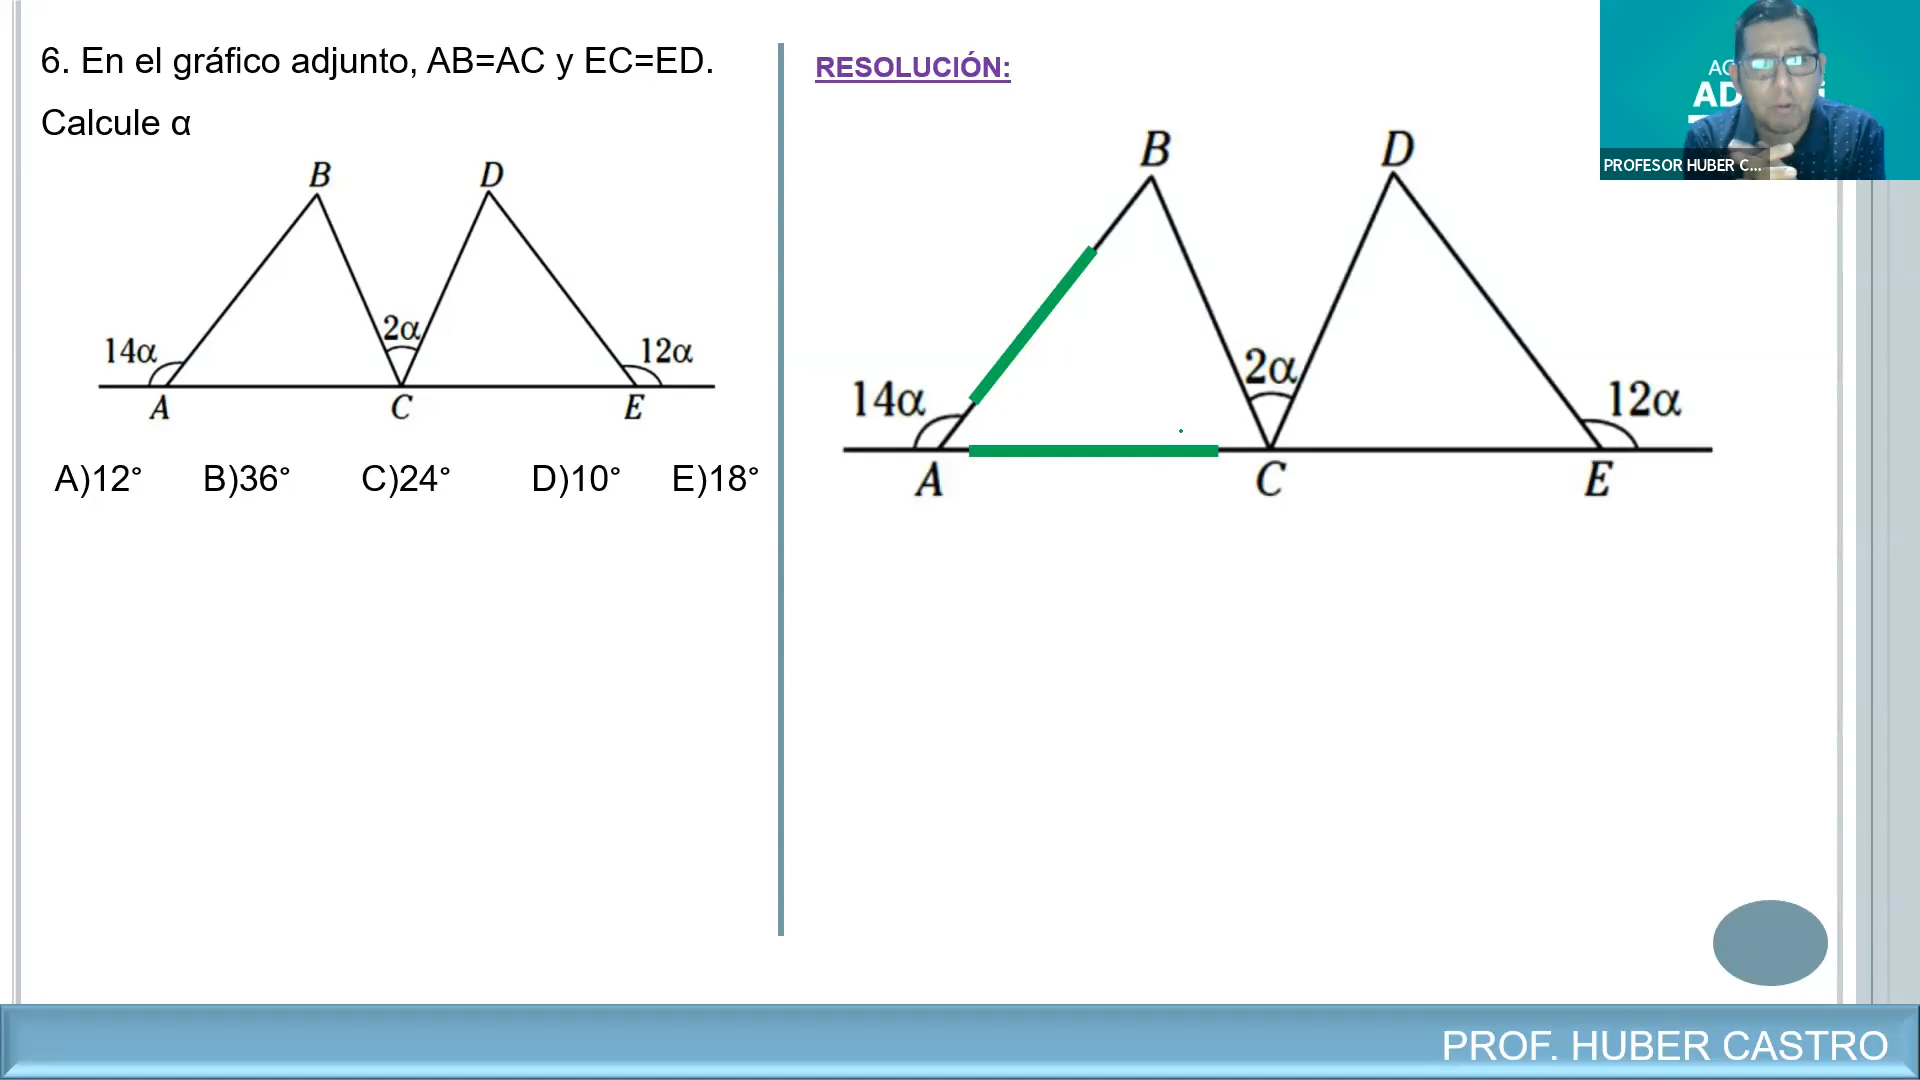 6. En el gráfico adjunto, AB=AC y EC=ED.
Calcule α
B
D
14α
2α
12α
A
C
E
A)12° B)36° C)24° D)10° E)18°
RESOLUCIÓN:
B
D
14α
2α
12α
A
C
E
PROFESOR HUBER C...
PROF. HUBER CASTRO